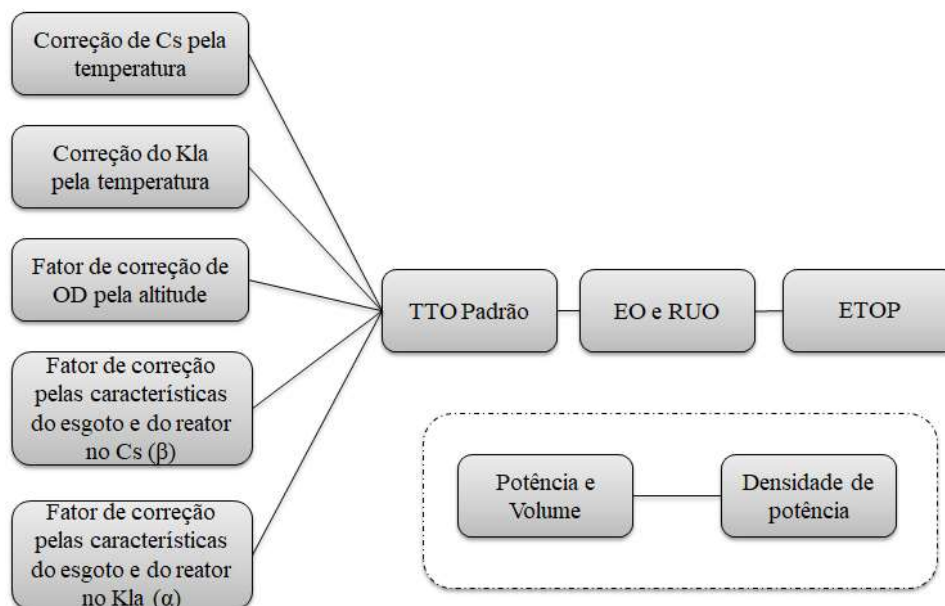 Correção de Cs pela
temperatura
Correção do Kla
pela temperatura
Fator de correção de
OD pela altitude
Fator de correção
pelas características
do esgoto e do reator
no Cs (β)
Fator de correção
pelas características
do esgoto e do reator
no Kla (α)
TTO Padrão
EO e RUO
ETOP
Potência e
Volume
Densidade de
potência